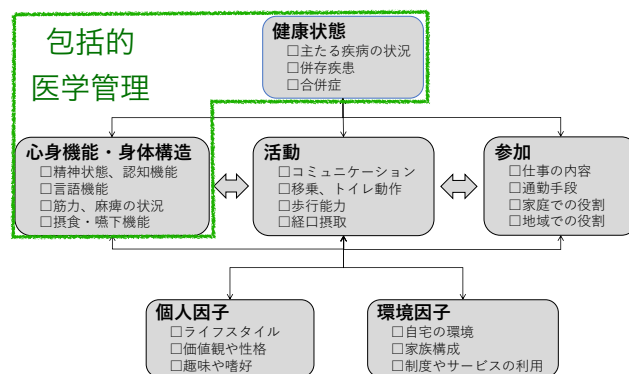 包括的
医学管理
健康状態
□主たる疾病の状況
□併存疾患
□合併症
心身機能・身体構造
□精神状態、認知機能
□言語機能
□筋力、麻痺の状況
□摂食・嚥下機能
活動
□コミュニケーション
□移乗、トイレ動作
□歩行能力
□経口摂取
参加
□仕事の内容
□通勤手段
□家庭での役割
□地域での役割
個人因子
□ライフスタイル
□価値観や性格
□趣味や嗜好
環境因子
□自宅の環境
□家族構成
□制度やサービスの利用